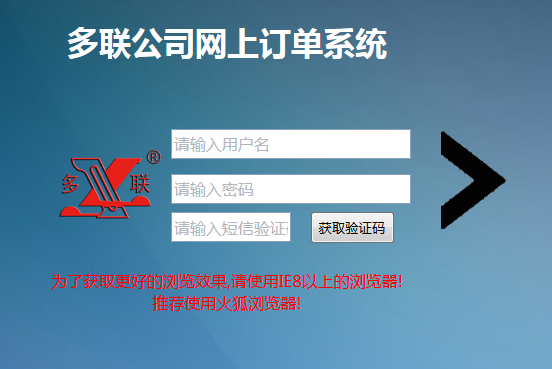 多联公司网上订单系统
请输入用户名
®
多 联
请输入密码
请输入短信验证 获取验证码
为了获取更好的浏览效果,请使用IE8以上的浏览器!
推荐使用火狐浏览器!